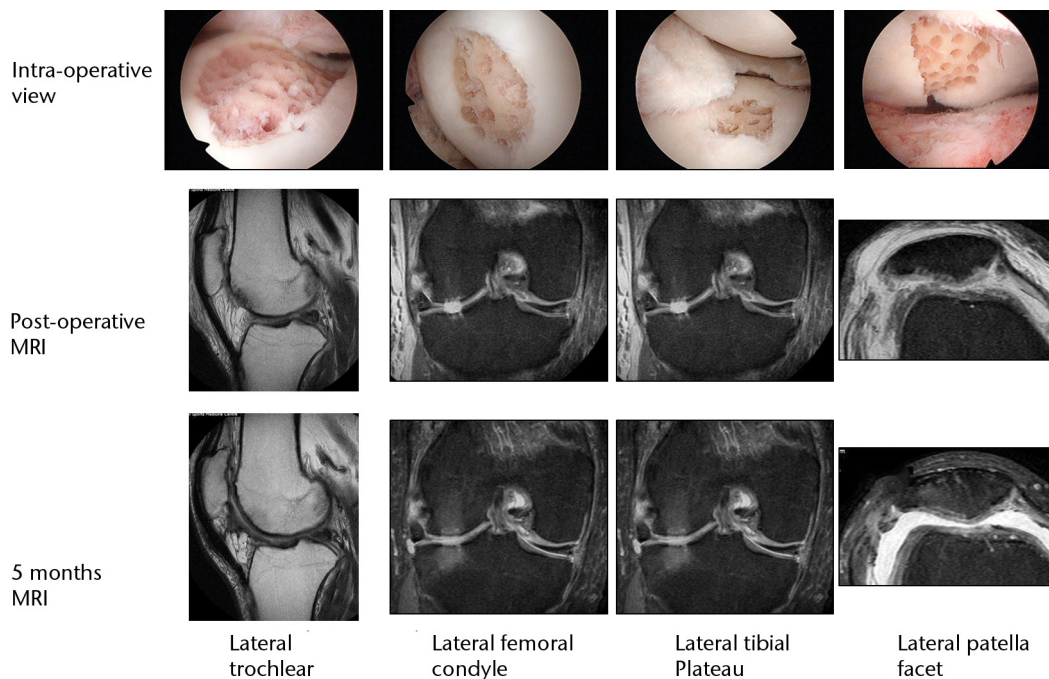 Intra-operative
view
Post-operative
MRI
5 months
MRI
Lateral
trochlear
Lateral femoral
condyle
Lateral tibial
Plateau
Lateral patella
facet